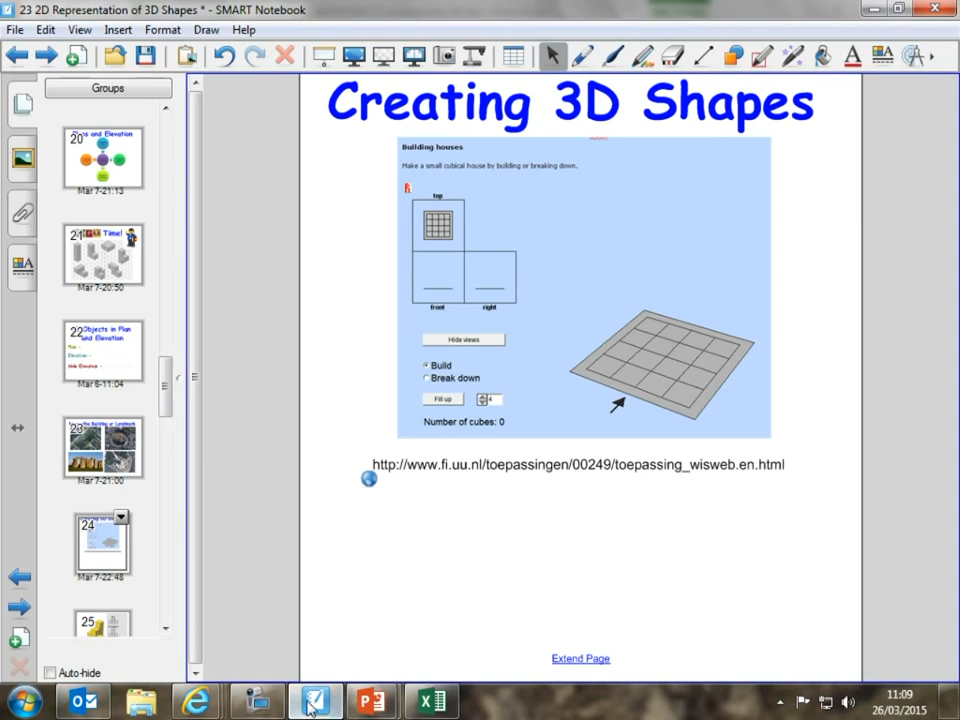 23 2D Representation of 3D Shapes * - SMART Notebook
File Edit View Insert Format Draw Help
Groups
20
Mar 7-21:13
21
Time!
Mar 7-20:50
22
Objects in Plan
and Elevation
Mar 6-11:04
23
Mar 7-21:00
24
Mar 7-22:48
25
Auto-hide
Creating 3D Shapes
Building houses
Make a small cubical house by building or breaking down.
top
front right
Hide views
Build
Break down
Fill up 4
Number of cubes: 0
http://www.fi.uu.nl/toepassingen/00249/toepassing_wisweb.en.html
Extend Page
11:09
26/03/2015